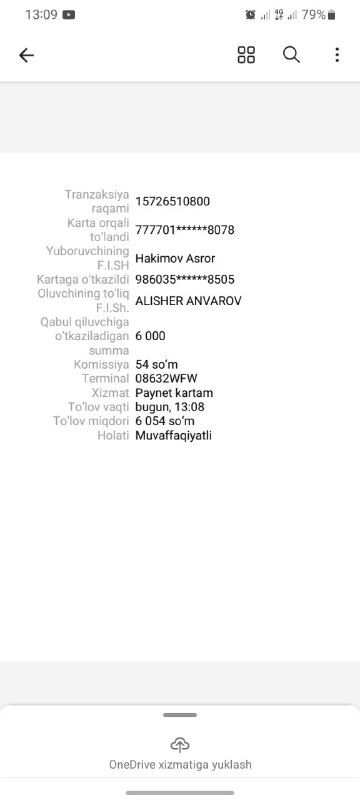 13:09 4G 79%
Tranzaksiya raqami 15726510800
Karta orqali to'landi 777701******8078
Yuboruvchining F.I.SH Hakimov Asror
Kartaga o'tkazildi 986035******8505
Oluvchining to'liq F.I.Sh. ALISHER ANVAROV
Qabul qiluvchiga o'tkaziladigan summa 6 000
Komissiya 54 so'm
Terminal 08632WFW
Xizmat Paynet kartam
To'lov vaqti bugun, 13:08
To'lov miqdori 6 054 so'm
Holati Muvaffaqiyatli
OneDrive xizmatiga yuklash